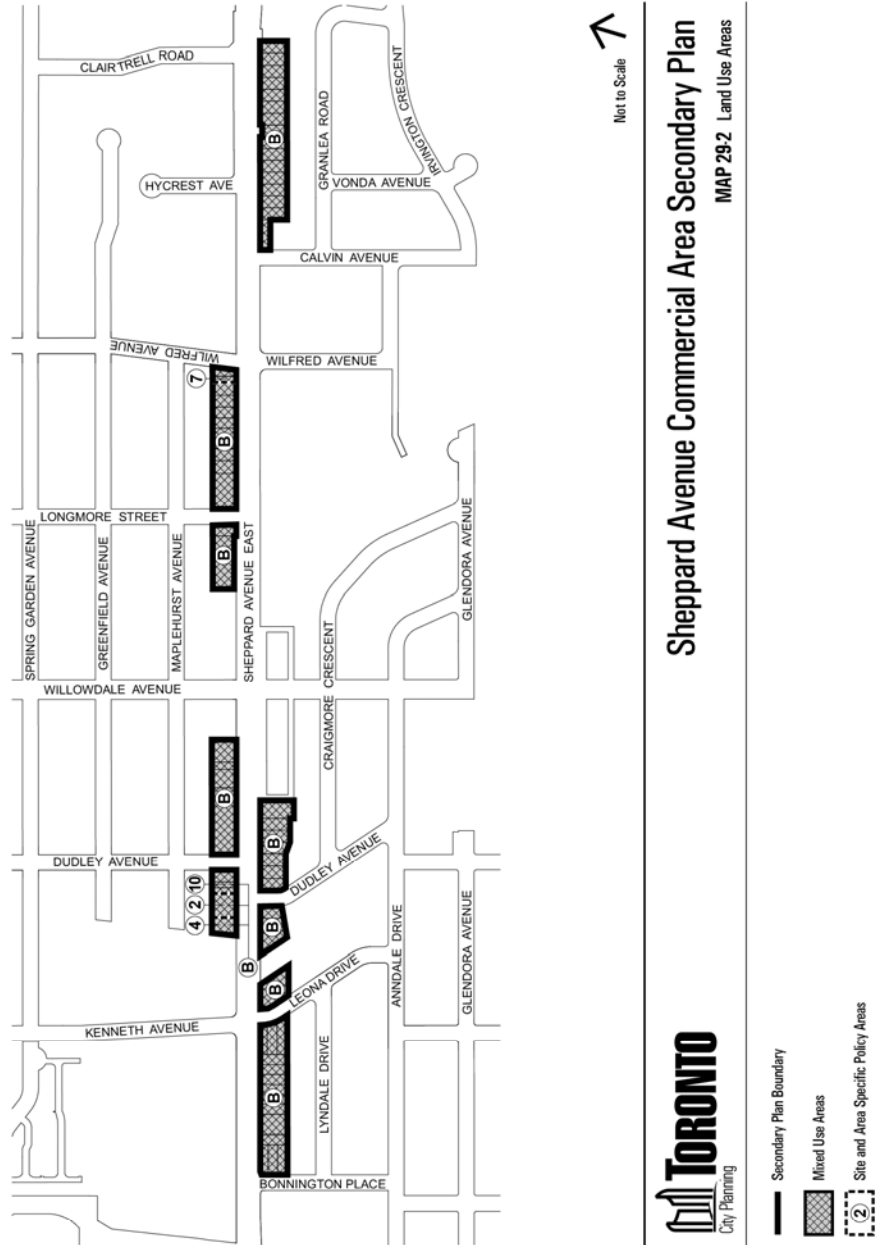 CLAIRTRELL ROAD
HYCREST AVE
B
GRANLEA ROAD
IRVINGTON CRESCENT
VONDA AVENUE
CALVIN AVENUE
WILFRED AVENUE
WILFRED AVENUE
7
B
LONGMORE STREET
B
SPRING GARDEN AVENUE
GREENFIELD AVENUE
MAPLEHURST AVENUE
SHEPPARD AVENUE EAST
WILLOWDALE AVENUE
CRAIGMORE CRESCENT
GLENDORA AVENUE
B
B
DUDLEY AVENUE
DUDLEY AVENUE
4 2 10
B
B
B
LEONA DRIVE
ANNDALE DRIVE
GLENDORA AVENUE
KENNETH AVENUE
B
LYNDALE DRIVE
BONNINGTON PLACE
Not to Scale
Sheppard Avenue Commercial Area Secondary Plan
MAP 29-2 Land Use Areas
TORONTO
City Planning
Secondary Plan Boundary
Mixed Use Areas
2 Site and Area Specific Policy Areas